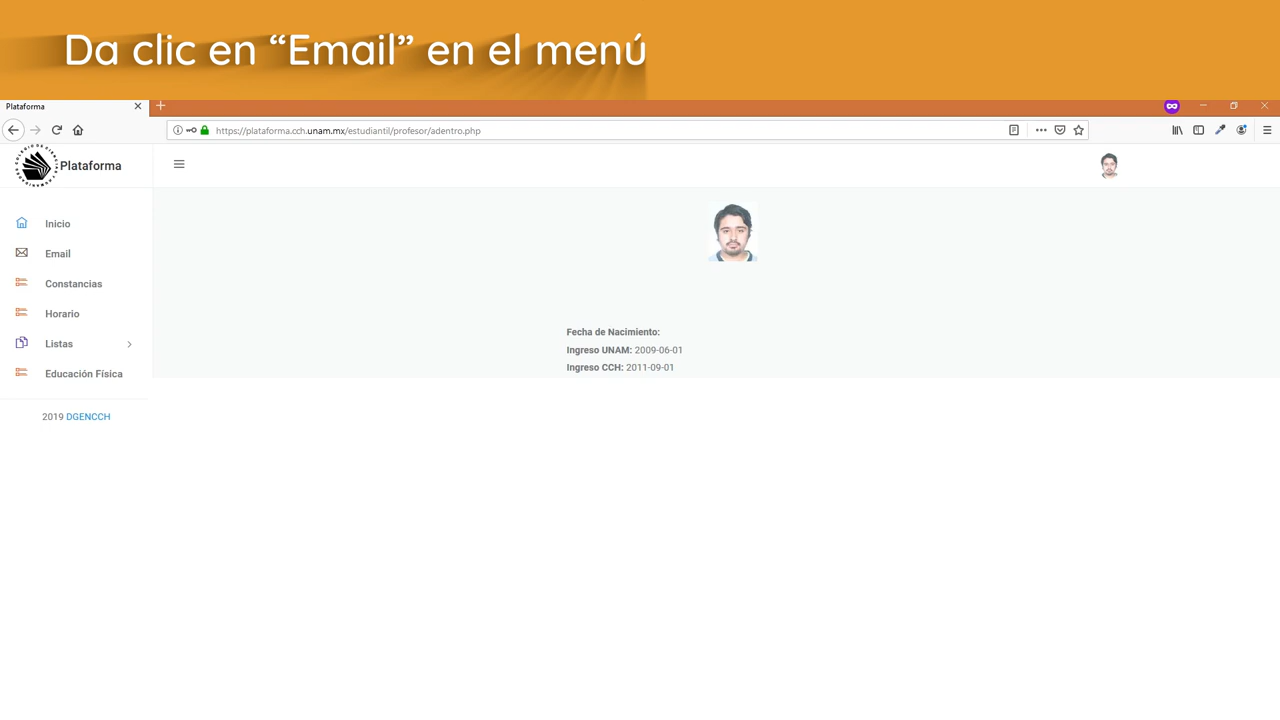 Da clic en “Email” en el menú
Plataforma
https://plataforma.cch.unam.mx/estudiantil/profesor/adentro.php
Plataforma
Inicio
Email
Constancias
Horario
Listas
Educación Física
2019 DGENCCH
Fecha de Nacimiento:
Ingreso UNAM: 2009-06-01
Ingreso CCH: 2011-09-01